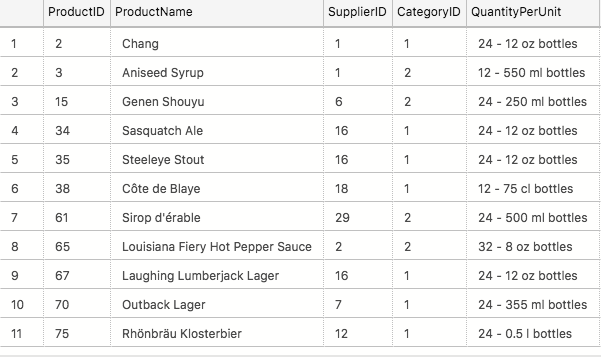 ProductID ProductName SupplierID CategoryID QuantityPerUnit
1 2 Chang 1 1 24 - 12 oz bottles
2 3 Aniseed Syrup 1 2 12 - 550 ml bottles
3 15 Genen Shouyu 6 2 24 - 250 ml bottles
4 34 Sasquatch Ale 16 1 24 - 12 oz bottles
5 35 Steeleye Stout 16 1 24 - 12 oz bottles
6 38 Côte de Blaye 18 1 12 - 75 cl bottles
7 61 Sirop d'érable 29 2 24 - 500 ml bottles
8 65 Louisiana Fiery Hot Pepper Sauce 2 2 32 - 8 oz bottles
9 67 Laughing Lumberjack Lager 16 1 24 - 12 oz bottles
10 70 Outback Lager 7 1 24 - 355 ml bottles
11 75 Rhönbräu Klosterbier 12 1 24 - 0.5 l bottles